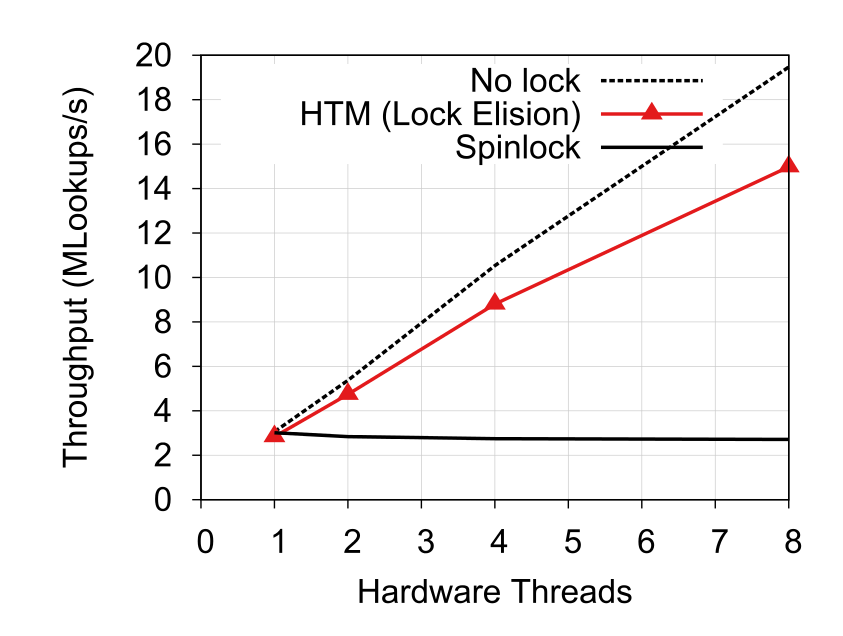 20
18
16
14
12
10
8
6
4
2
0
Throughput (MLookups/s)
No lock
HTM (Lock Elision)
Spinlock
0 1 2 3 4 5 6 7 8
Hardware Threads